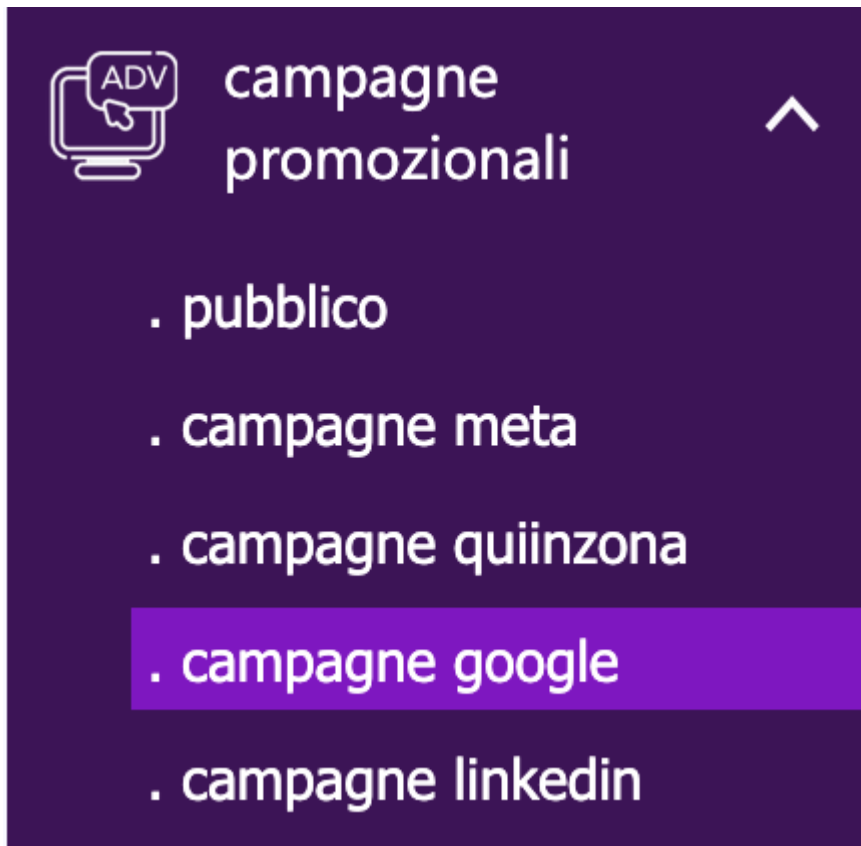 ADV
campagne
promozionali
. pubblico
. campagne meta
. campagne quiinzona
. campagne google
. campagne linkedin